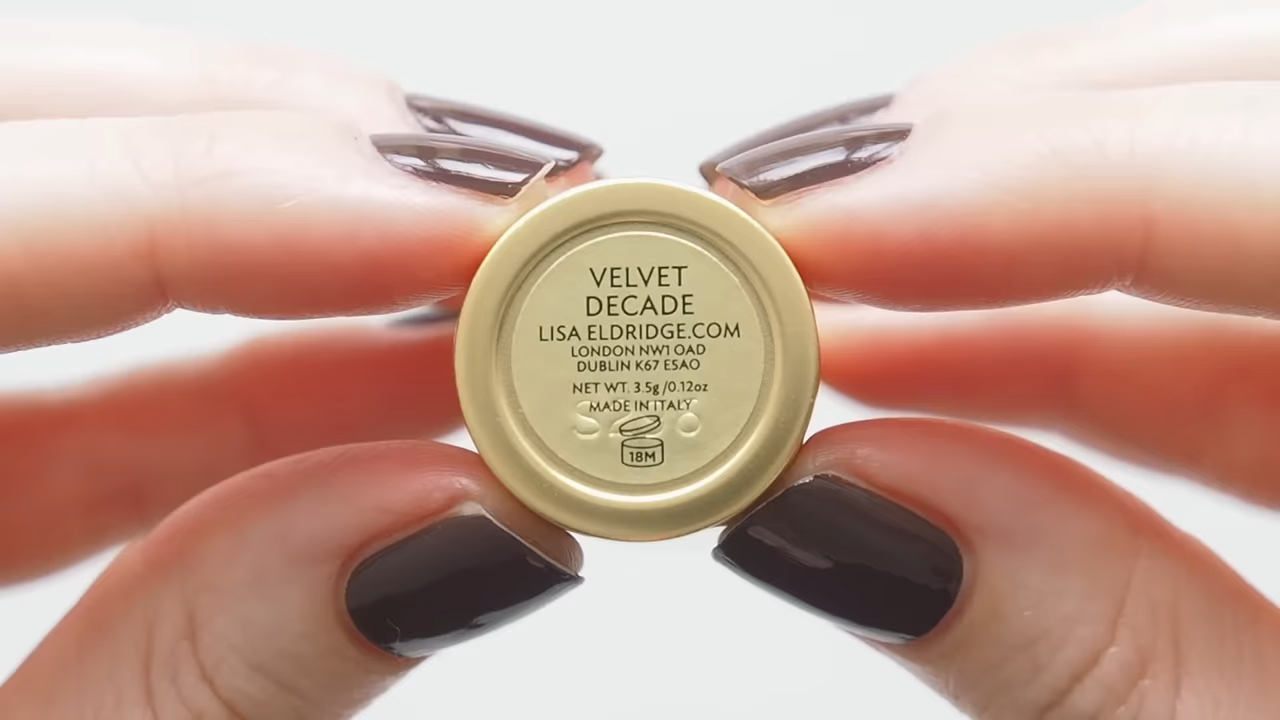 VELVET
DECADE
LISA ELDRIDGE.COM
LONDON NW1 0AD
DUBLIN K67 E5A0
NET WT. 3.5g/0.12oz
MADE IN ITALY
18M